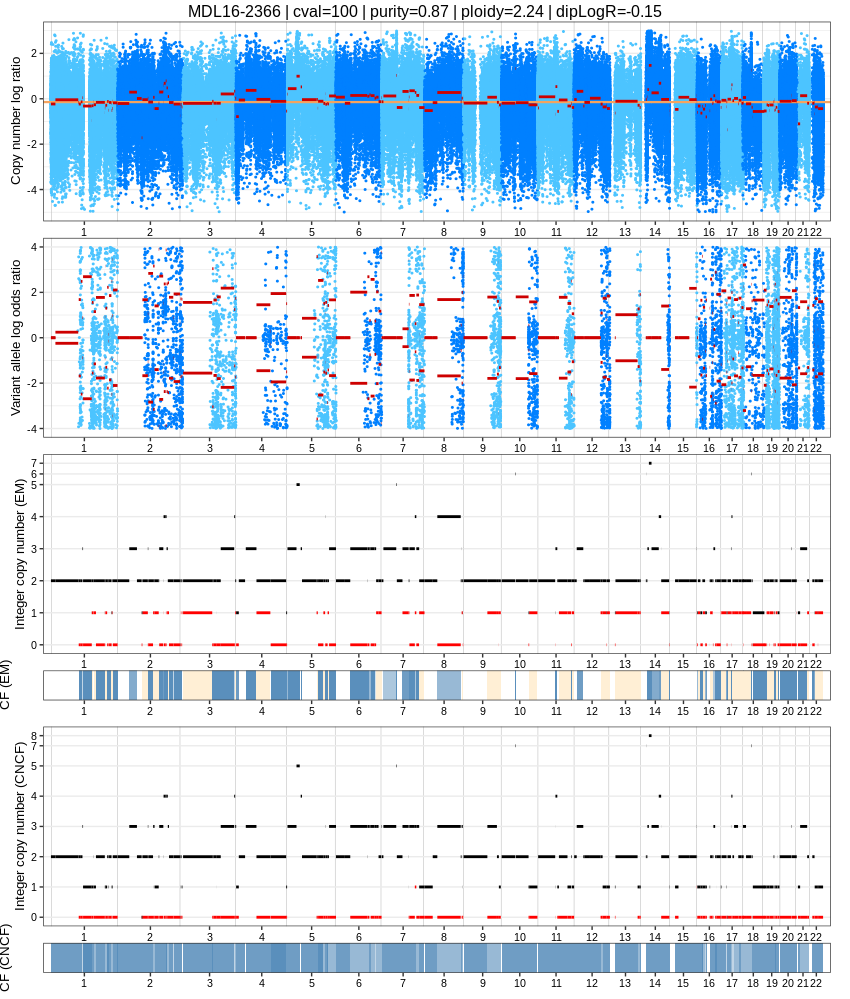 MDL16-2366 | cval=100 | purity=0.87 | ploidy=2.24 | dipLogR=-0.15
Copy number log ratio
2
0
-2
-4
1 2 3 4 5 6 7 8 9 10 11 12 13 14 15 16 17 18 19 20 21 22
Variant allele log odds ratio
4
2
0
-2
-4
1 2 3 4 5 6 7 8 9 10 11 12 13 14 15 16 17 18 19 20 21 22
Integer copy number (EM)
7
6
5
4
3
2
1
0
1 2 3 4 5 6 7 8 9 10 11 12 13 14 15 16 17 18 19 20 21 22
CF (EM)
1 2 3 4 5 6 7 8 9 10 11 12 13 14 15 16 17 18 19 20 21 22
Integer copy number (CNCF)
8
7
6
5
4
3
2
1
0
1 2 3 4 5 6 7 8 9 10 11 12 13 14 15 16 17 18 19 20 21 22
CF (CNCF)
1 2 3 4 5 6 7 8 9 10 11 12 13 14 15 16 17 18 19 20 21 22